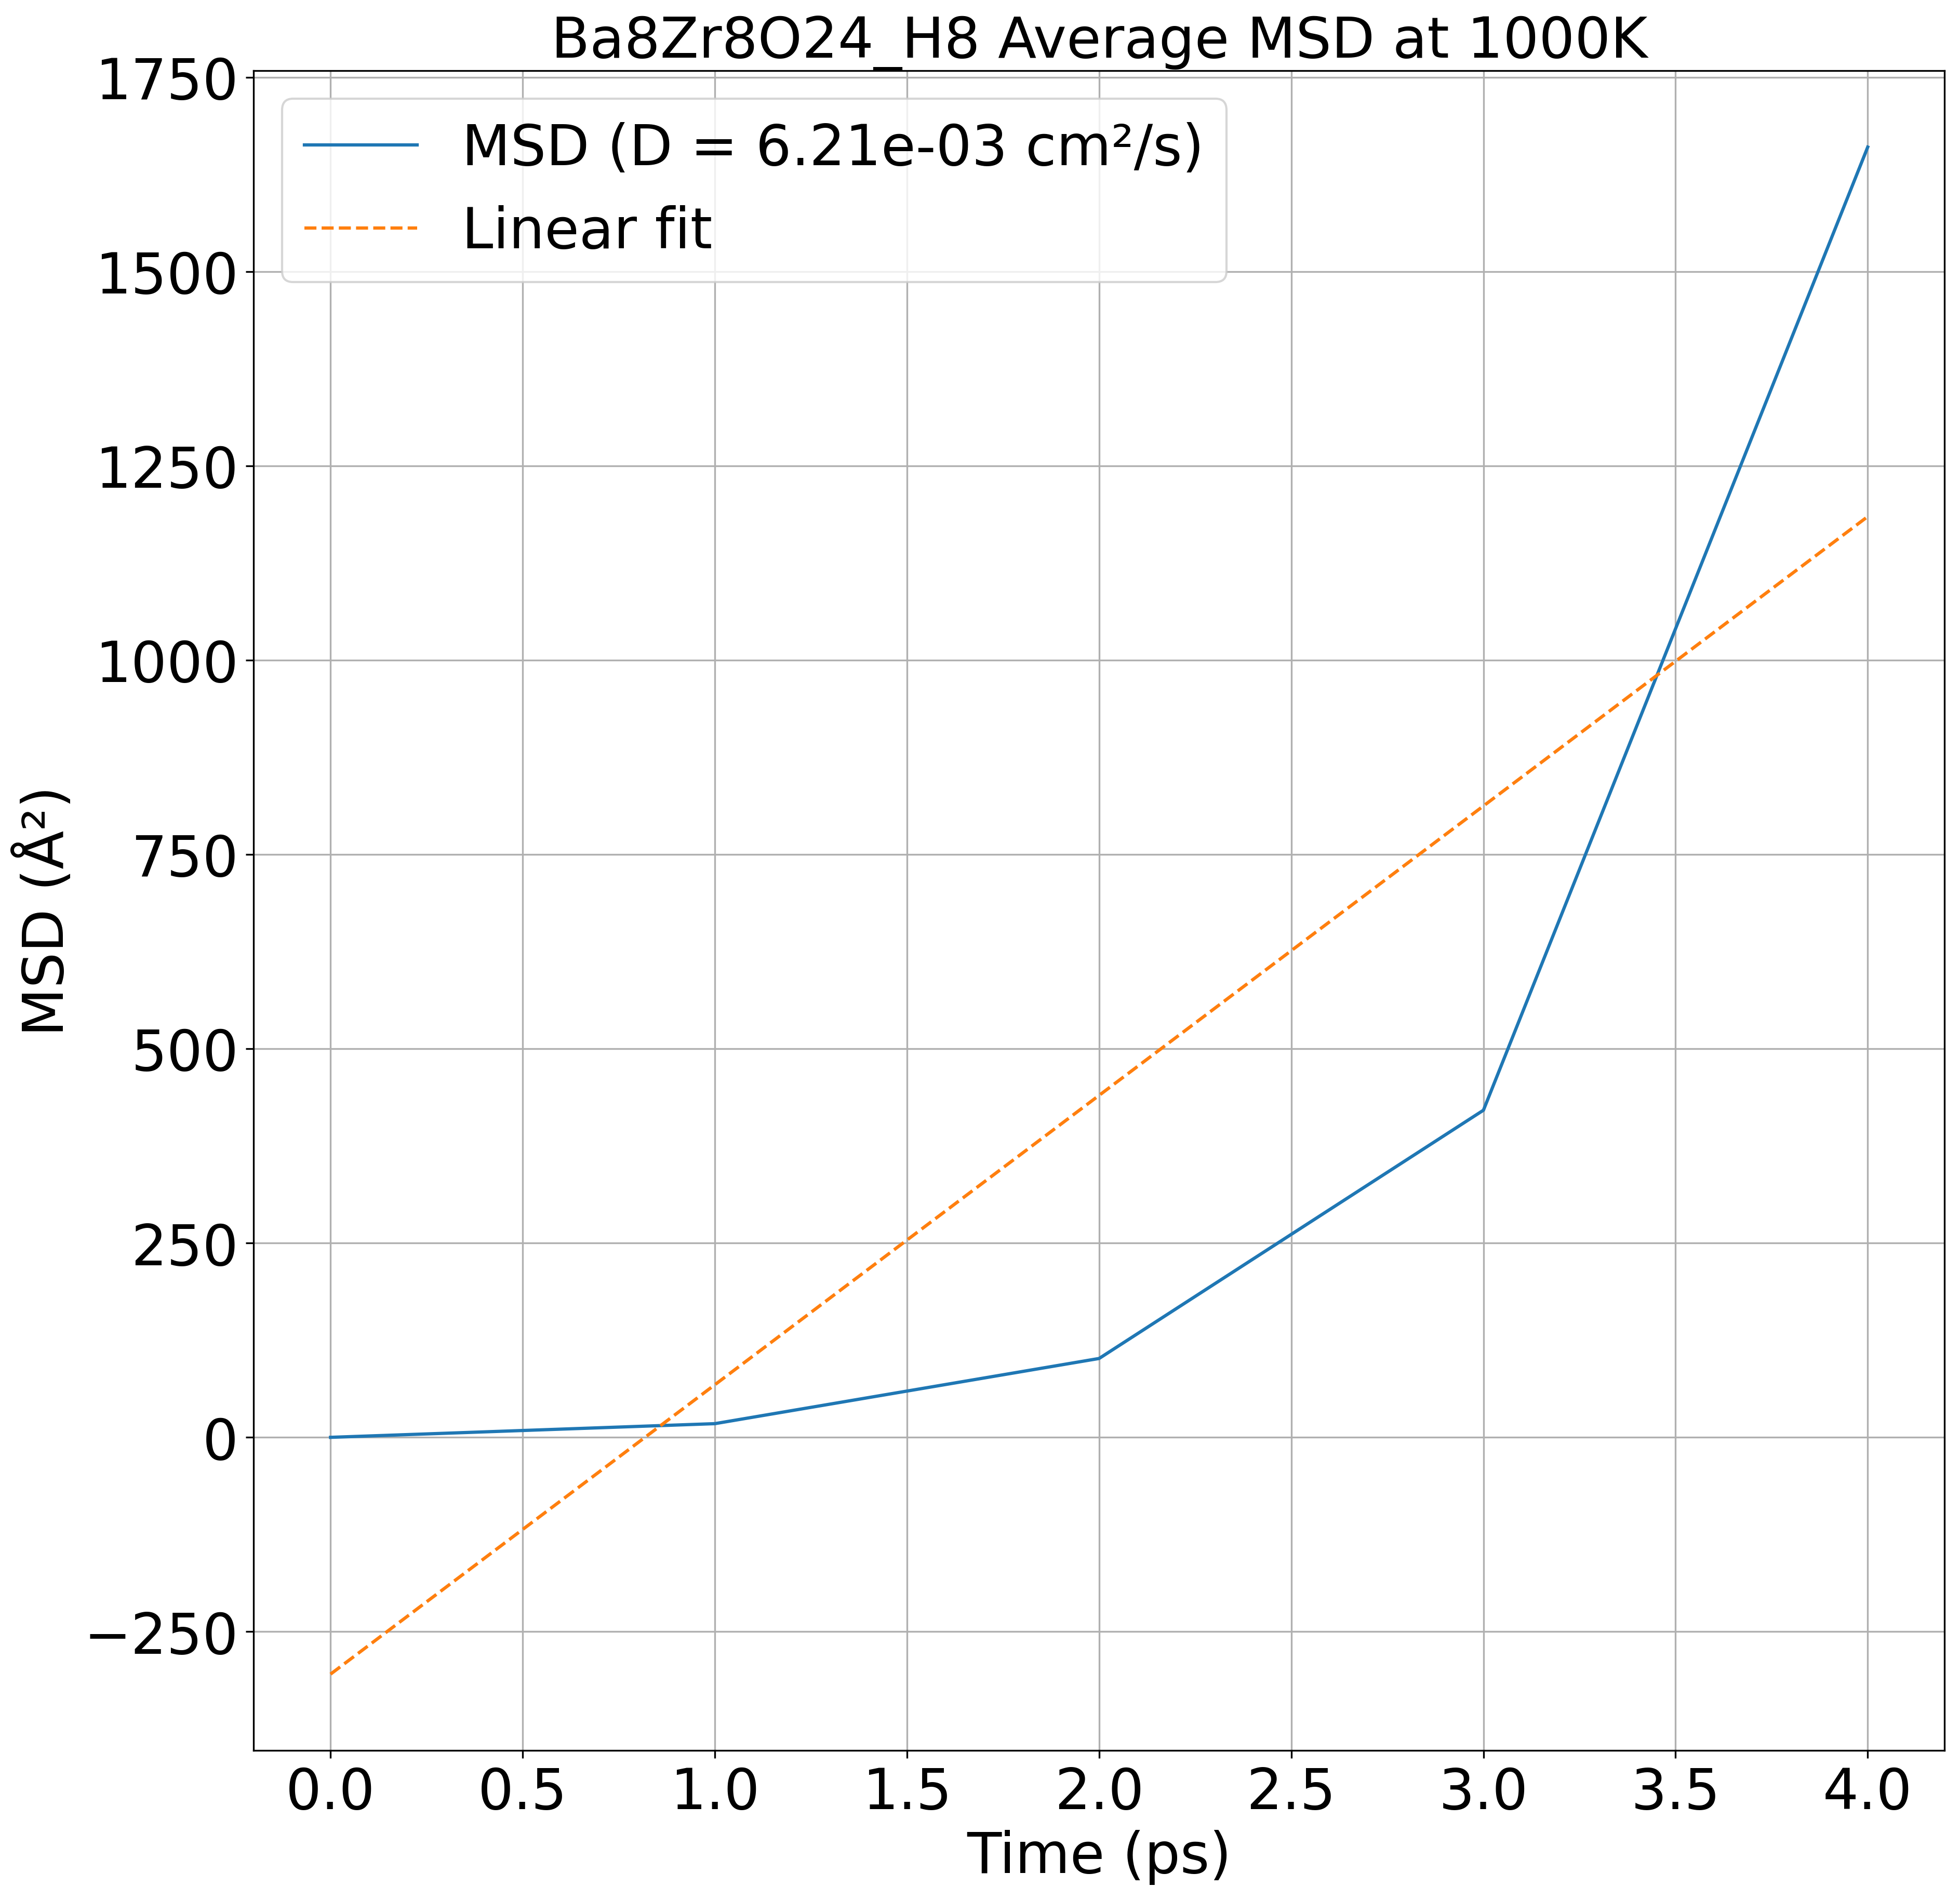 Ba8Zr8O24_H8 Average MSD at 1000K
MSD (D = 6.21e-03 cm²/s)
Linear fit
MSD (Å²)
1750
1500
1250
1000
750
500
250
0
−250
0.0 0.5 1.0 1.5 2.0 2.5 3.0 3.5 4.0
Time (ps)